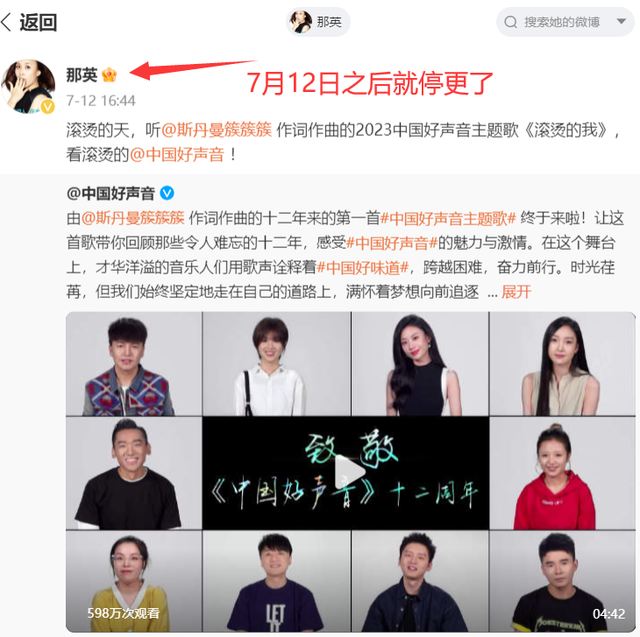 返回
那英
搜索她的微博
那英
7-12 16:44
7月12日之后就停更了
滚烫的天，听@斯丹曼簇簇簇 作词作曲的2023中国好声音主题歌《滚烫的我》，
看滚烫的@中国好声音 ！
@中国好声音
由@斯丹曼簇簇簇 作词作曲的十二年来的第一首#中国好声音主题歌# 终于来啦！让这
首歌带你回顾那些令人难忘的十二年，感受#中国好声音#的魅力与激情。在这个舞台
上，才华洋溢的音乐人们用歌声诠释着#中国好味道#，跨越困难，奋力前行。时光荏
苒，但我们始终坚定地走在自己的道路上，满怀着梦想向前追逐 ... 展开
致敬
《中国好声音》十二周年
LET
IT
598万次观看
04:42